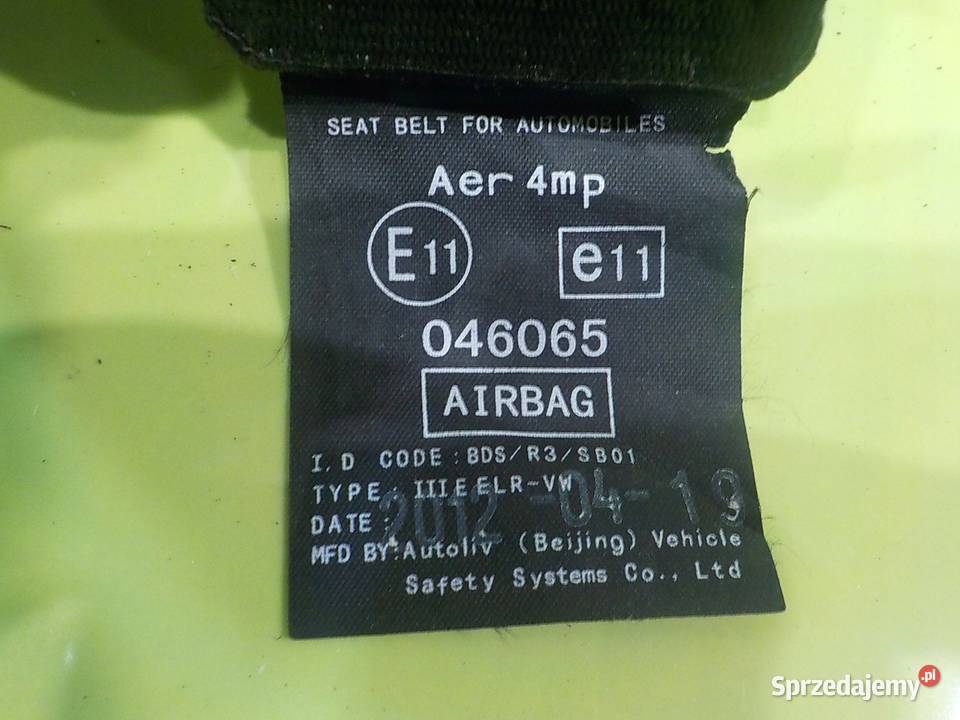 SEAT BELT FOR AUTOMOBILES
Aer 4mp
E11 e11
046065
AIRBAG
I.D CODE:BDS/R3/SB01
TYPE: IIIEELR-VW
DATE: 2012-04-19
MFD BY:Autoliv (Beijing) Vehicle
Safety Systems Co., Ltd
Sprzedajemy.pl